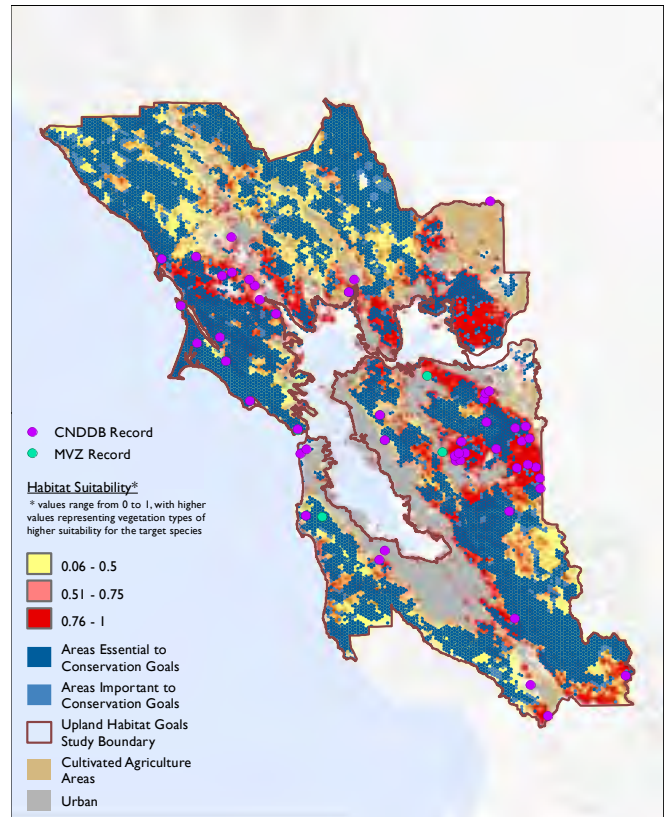 CNDDB Record
MVZ Record
Habitat Suitability*
* values range from 0 to 1, with higher
values representing vegetation types of
higher suitability for the target species
0.06 - 0.5
0.51 - 0.75
0.76 - 1
Areas Essential to
Conservation Goals
Areas Important to
Conservation Goals
Upland Habitat Goals
Study Boundary
Cultivated Agriculture
Areas
Urban